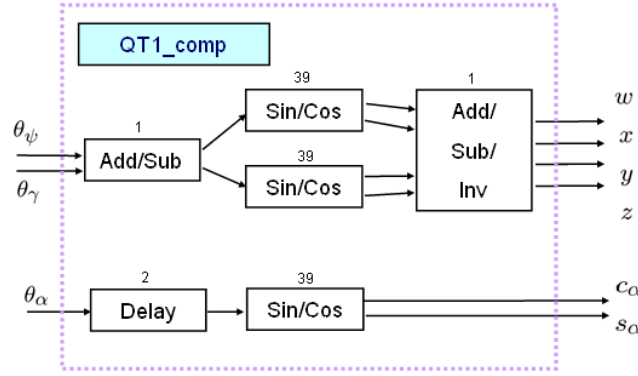 QT1_comp
39
1
Sin/Cos
Add/
Sub/
Inv
w
x
y
z
θψ
θγ
1
Add/Sub
39
Sin/Cos
θα
2
Delay
39
Sin/Cos
cα
sα